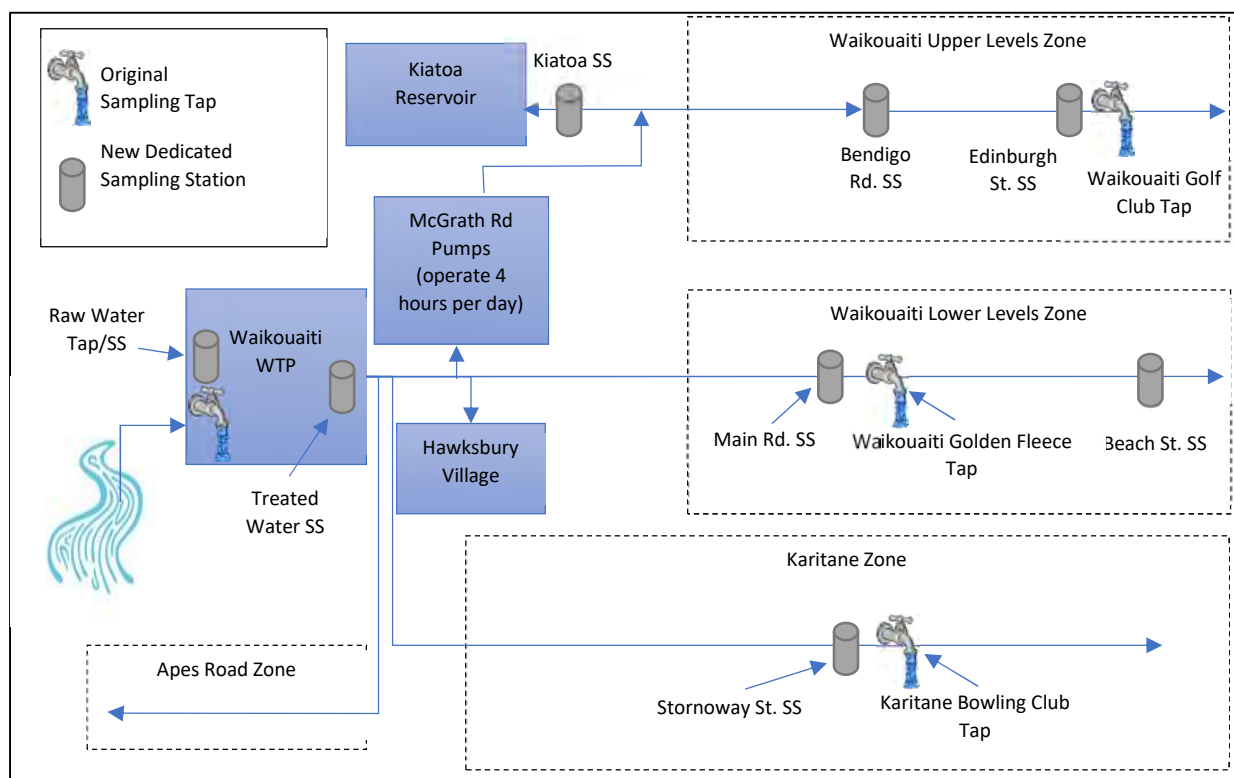 Original
Sampling Tap
New Dedicated
Sampling Station
Kiatoa
Reservoir
Kiatoa SS
Waikouaiti Upper Levels Zone
Bendigo
Rd. SS
Edinburgh
St. SS
Waikouaiti Golf
Club Tap
McGrath Rd
Pumps
(operate 4
hours per day)
Raw Water
Tap/SS
Waikouaiti
WTP
Treated
Water SS
Hawksbury
Village
Waikouaiti Lower Levels Zone
Main Rd. SS
Waikouaiti Golden Fleece
Tap
Beach St. SS
Karitane Zone
Stornoway St. SS
Karitane Bowling Club
Tap
Apes Road Zone